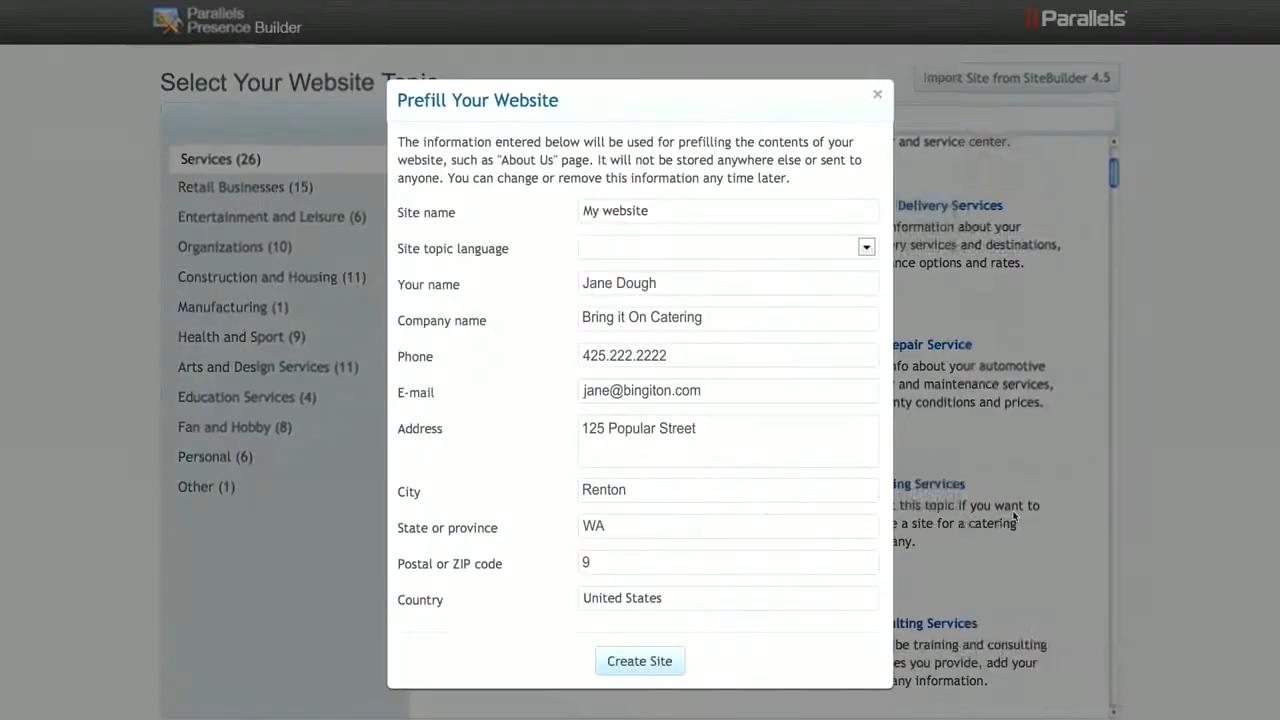 Parallels
Presence Builder
Parallels
Select Your Website Topic
Import Site from SiteBuilder 4.5
Services (26)
Retail Businesses (15)
Entertainment and Leisure (6)
Organizations (10)
Construction and Housing (11)
Manufacturing (1)
Health and Sport (9)
Arts and Design Services (11)
Education Services (4)
Fan and Hobby (8)
Personal (6)
Other (1)
Prefill Your Website
×
The information entered below will be used for prefilling the contents of your
website, such as "About Us" page. It will not be stored anywhere else or sent to
anyone. You can change or remove this information any time later.
Site name My website
Site topic language
Your name Jane Dough
Company name Bring it On Catering
Phone 425.222.2222
E-mail jane@bingiton.com
Address 125 Popular Street
City Renton
State or province WA
Postal or ZIP code 9
Country United States
Create Site
and service center.
Delivery Services
formation about your
ry services and destinations,
nce options and rates.
epair Service
nfo about your automotive
and maintenance services,
nty conditions and prices.
ing Services
this topic if you want to
e a site for a catering
any.
lting Services
be training and consulting
es you provide, add your
any information.